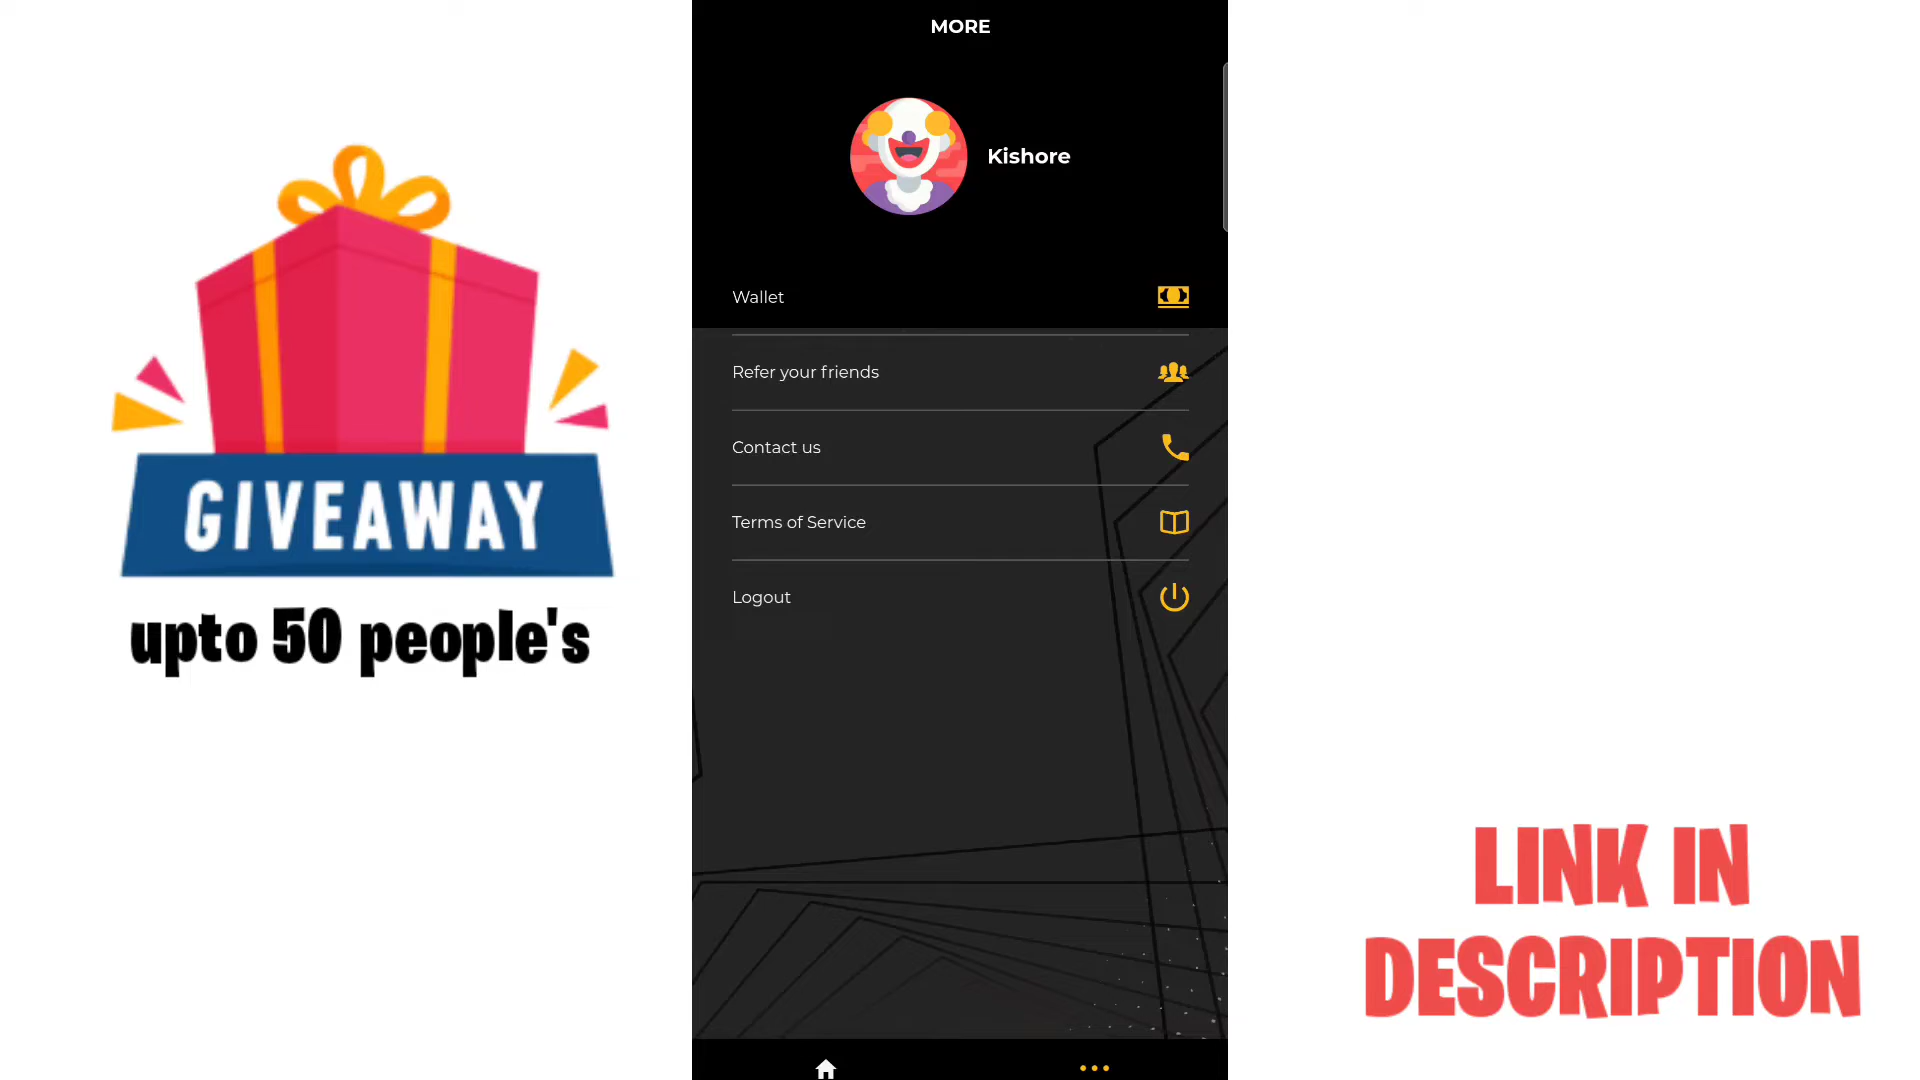 MORE
Kishore
Wallet
Refer your friends
Contact us
Terms of Service
Logout
GIVEAWAY
upto 50 people's
LINK IN
DESCRIPTION